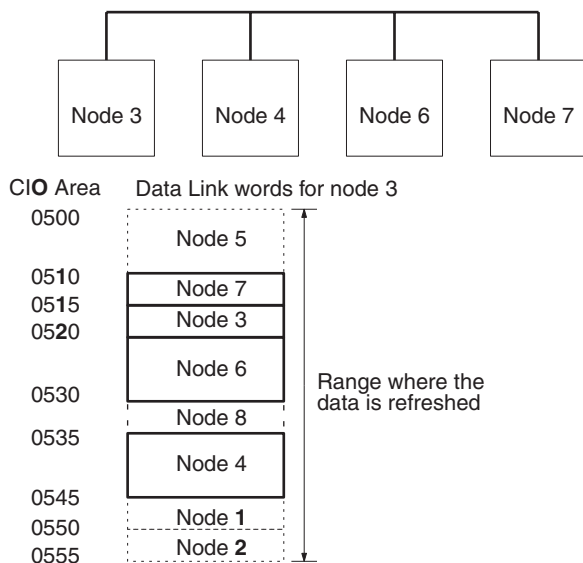 Node 3 Node 4 Node 6 Node 7
CIO Area Data Link words for node 3
0500
Node 5
0510
Node 7
0515
Node 3
0520
Node 6
Range where the
data is refreshed
0530
Node 8
0535
Node 4
0545
Node 1
0550
Node 2
0555